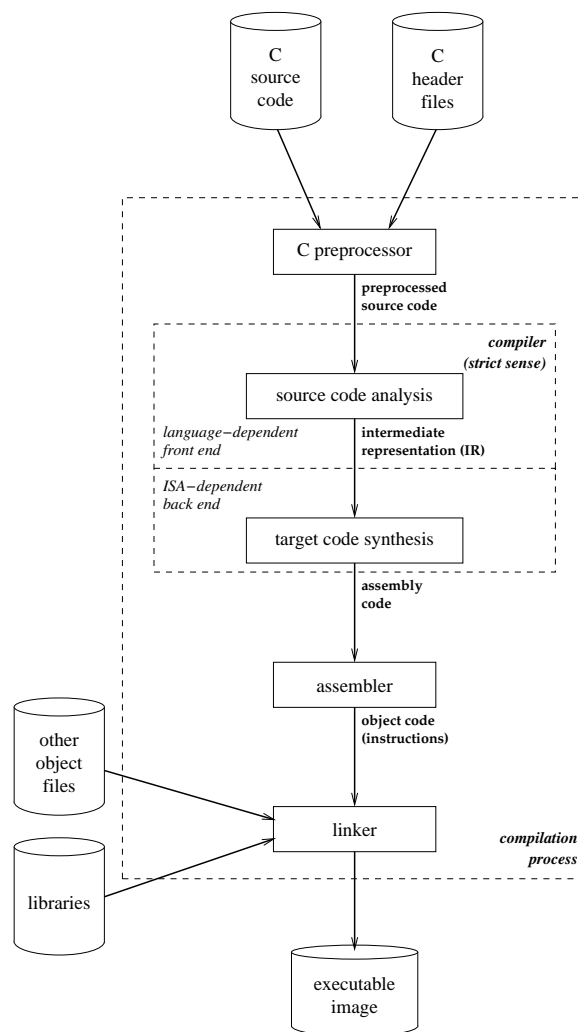 C
source
code
C
header
files
C preprocessor
preprocessed
source code
compiler
(strict sense)
source code analysis
language−dependent
front end
intermediate
representation (IR)
ISA−dependent
back end
target code synthesis
assembly
code
assembler
object code
(instructions)
other
object
files
linker
libraries
compilation
process
executable
image